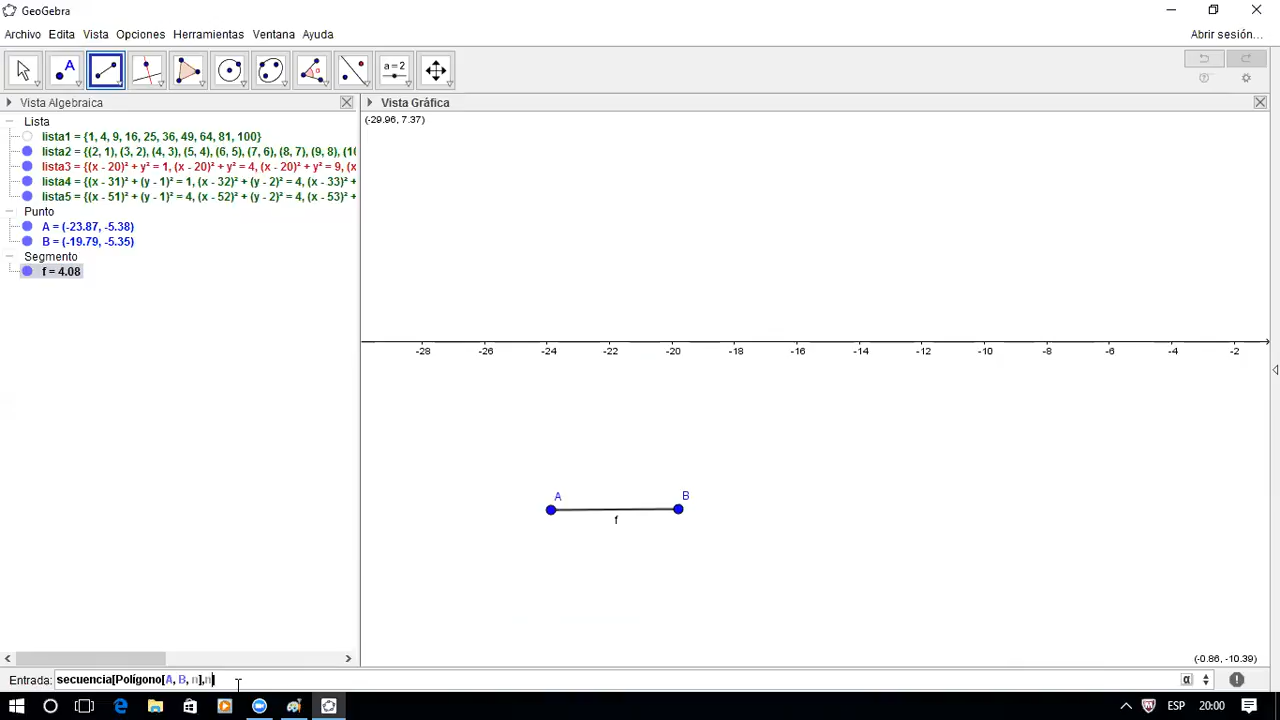 GeoGebra
Archivo Edita Vista Opciones Herramientas Ventana Ayuda
Abrir sesión...
A
a = 2
Vista Algebraica
Vista Gráfica
Lista
lista1 = {1, 4, 9, 16, 25, 36, 49, 64, 81, 100}
lista2 = {(2, 1), (3, 2), (4, 3), (5, 4), (6, 5), (7, 6), (8, 7), (9, 8), (10
lista3 = {(x - 20)² + y² = 1, (x - 20)² + y² = 4, (x - 20)² + y² = 9, (x
lista4 = {(x - 31)² + (y - 1)² = 1, (x - 32)² + (y - 2)² = 4, (x - 33)² +
lista5 = {(x - 51)² + (y - 1)² = 4, (x - 52)² + (y - 2)² = 4, (x - 53)² +
Punto
A = (-23.87, -5.38)
B = (-19.79, -5.35)
Segmento
f = 4.08
(-29.96, 7.37)
-28 -26 -24 -22 -20 -18 -16 -14 -12 -10 -8 -6 -4 -2
A
B
f
(-0.86, -10.39)
Entrada: secuencia[Polígono[A, B, n],n]
α
ESP 20:00